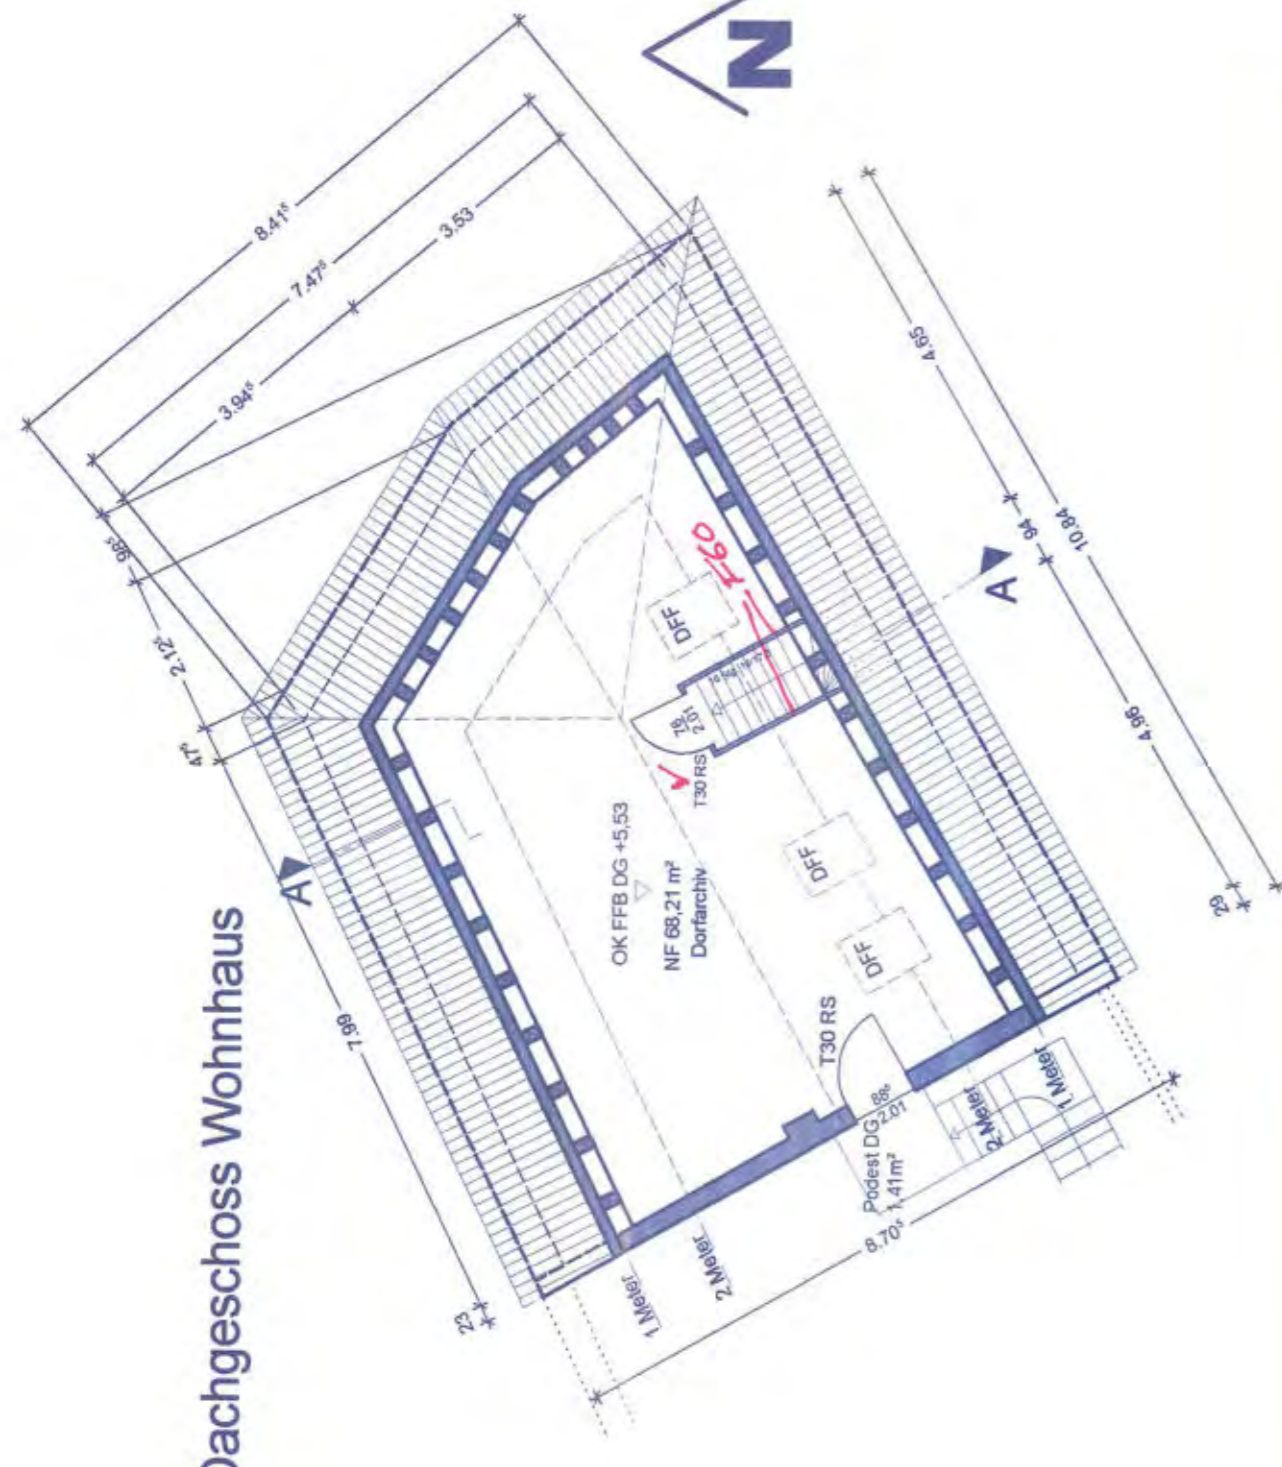 Dachgeschoss Wohnhaus
N
8.41⁵
7.47⁵
3.94⁵
3.53
98⁵
2.12⁵
47⁵
7.99
23
A
A
4.65
94
4.96
10.84
29
8.70⁵
F60
DFF
DFF
DFF
76
2.01
T30 RS
OK FFB DG +5,53
NF 68,21 m²
Dorfarchiv
T30 RS
88⁵
2.01
Podest DG
1,41m²
1 Meter
2 Meter
2 Meter
1 Meter